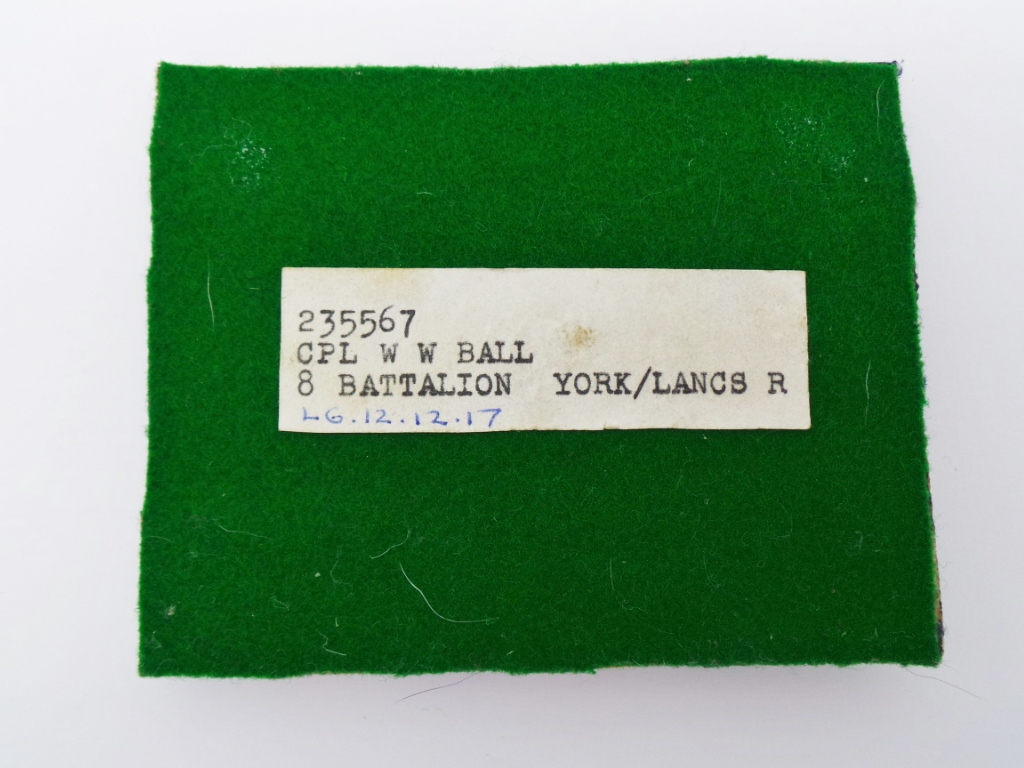 235567
CPL W W BALL
8 BATTALION YORK/LANCS R
LG.12.12.17